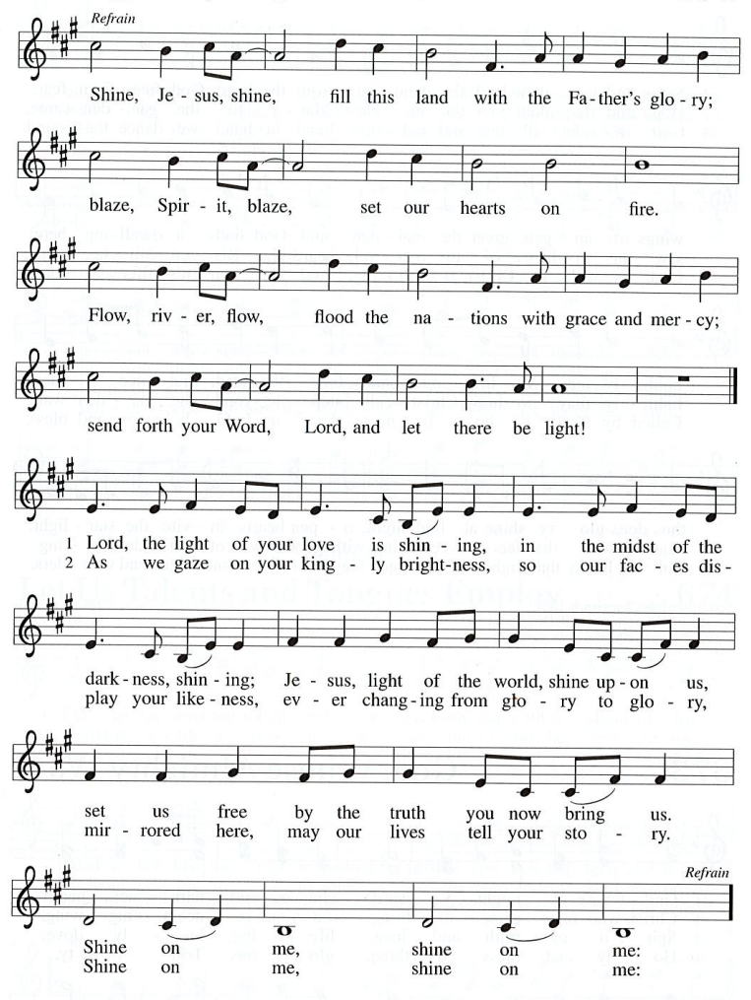 Refrain
Shine, Je - sus, shine, fill this land with the Fa - ther's glo - ry;
blaze, Spir - it, blaze, set our hearts on fire.
Flow, riv - er, flow, flood the na - tions with grace and mer - cy;
send forth your Word, Lord, and let there be light!
Lord, the light of your love is shin - ing, in the midst of the
2 As we gaze on your king - ly bright - ness, so our fac - es dis -
dark - ness, shin - ing; Je - sus, light of the world, shine up - on us,
play your like - ness, ev - er chang - ing from glo - ry to glo - ry,
set us free by the truth you now bring us.
mir - rored here, may our lives tell your sto - ry.
Refrain
Shine on me, shine on me:
Shine on me, shine on me: